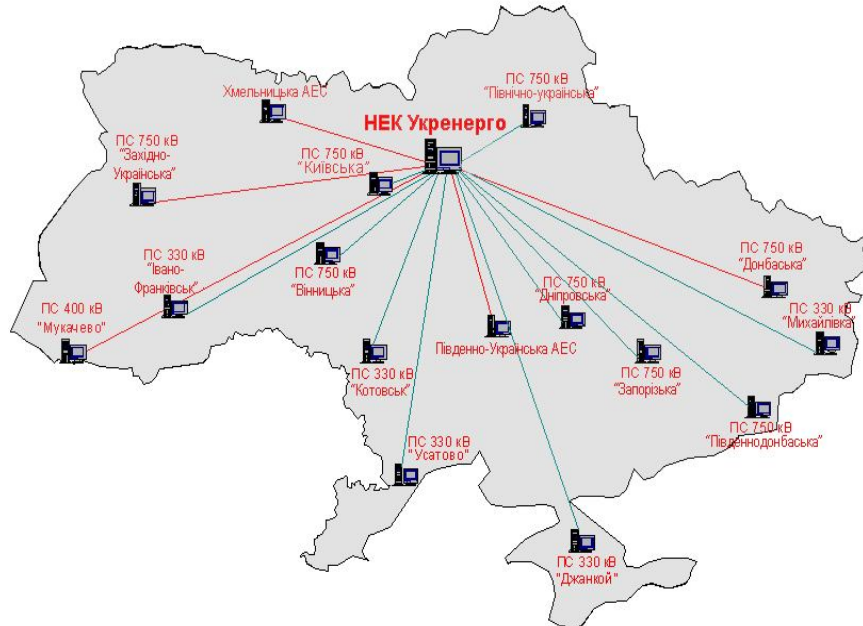 Хмельницька АЕС
ПС 750 кВ
"Північно-українська"
НЕК Укренерго
ПС 750 кВ
"Західно-
Українська"
ПС 750 кВ
"Київська"
ПС 750 кВ
"Вінницька"
ПС 330 кВ
"Івано-
Франківськ"
ПС 400 кВ
"Мукачево"
ПС 750 кВ
"Донбаська"
ПС 750 кВ
"Дніпровська"
ПС 330 кВ
"Михайлівка"
Південно-Українська АЕС
ПС 330 кВ
"Котовськ"
ПС 750 кВ
"Запорізька"
ПС 750 кВ
"Південнодонбаська"
ПС 330 кВ
"Усатово"
ПС 330 кВ
"Джанкой"